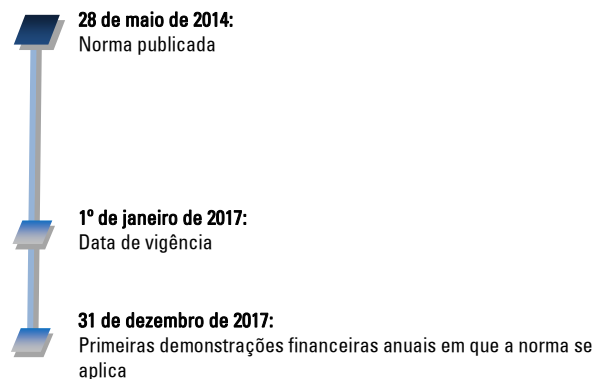 28 de maio de 2014:
Norma publicada
1º de janeiro de 2017:
Data de vigência
31 de dezembro de 2017:
Primeiras demonstrações financeiras anuais em que a norma se
aplica